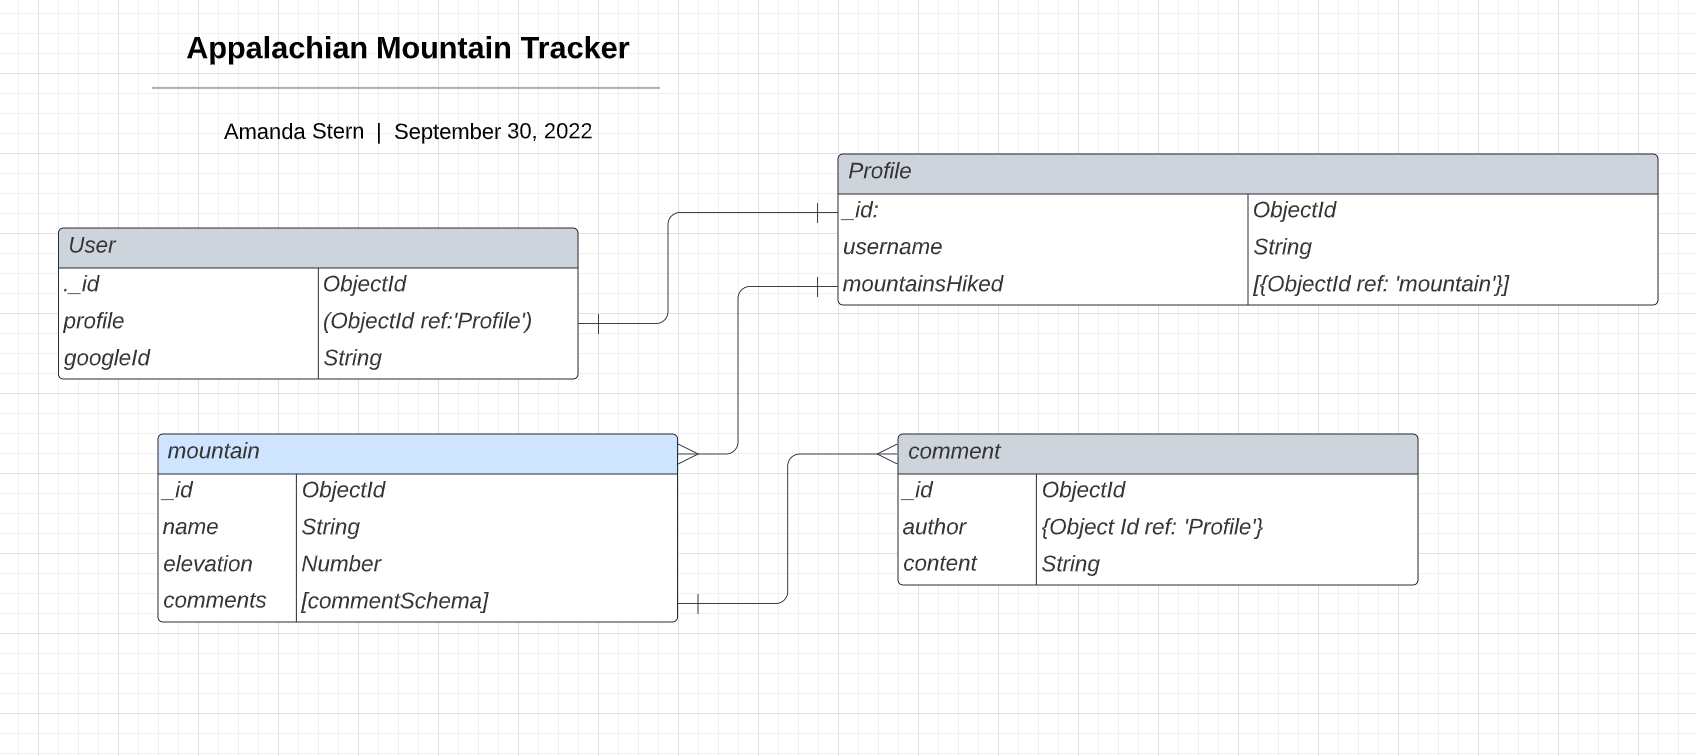 Appalachian Mountain Tracker
Amanda Stern | September 30, 2022
Profile
_id: ObjectId
username String
mountainsHiked [{ObjectId ref: 'mountain'}]
User
._id ObjectId
profile (ObjectId ref:'Profile')
googleId String
mountain
_id ObjectId
name String
elevation Number
comments [commentSchema]
comment
_id ObjectId
author {Object Id ref: 'Profile'}
content String